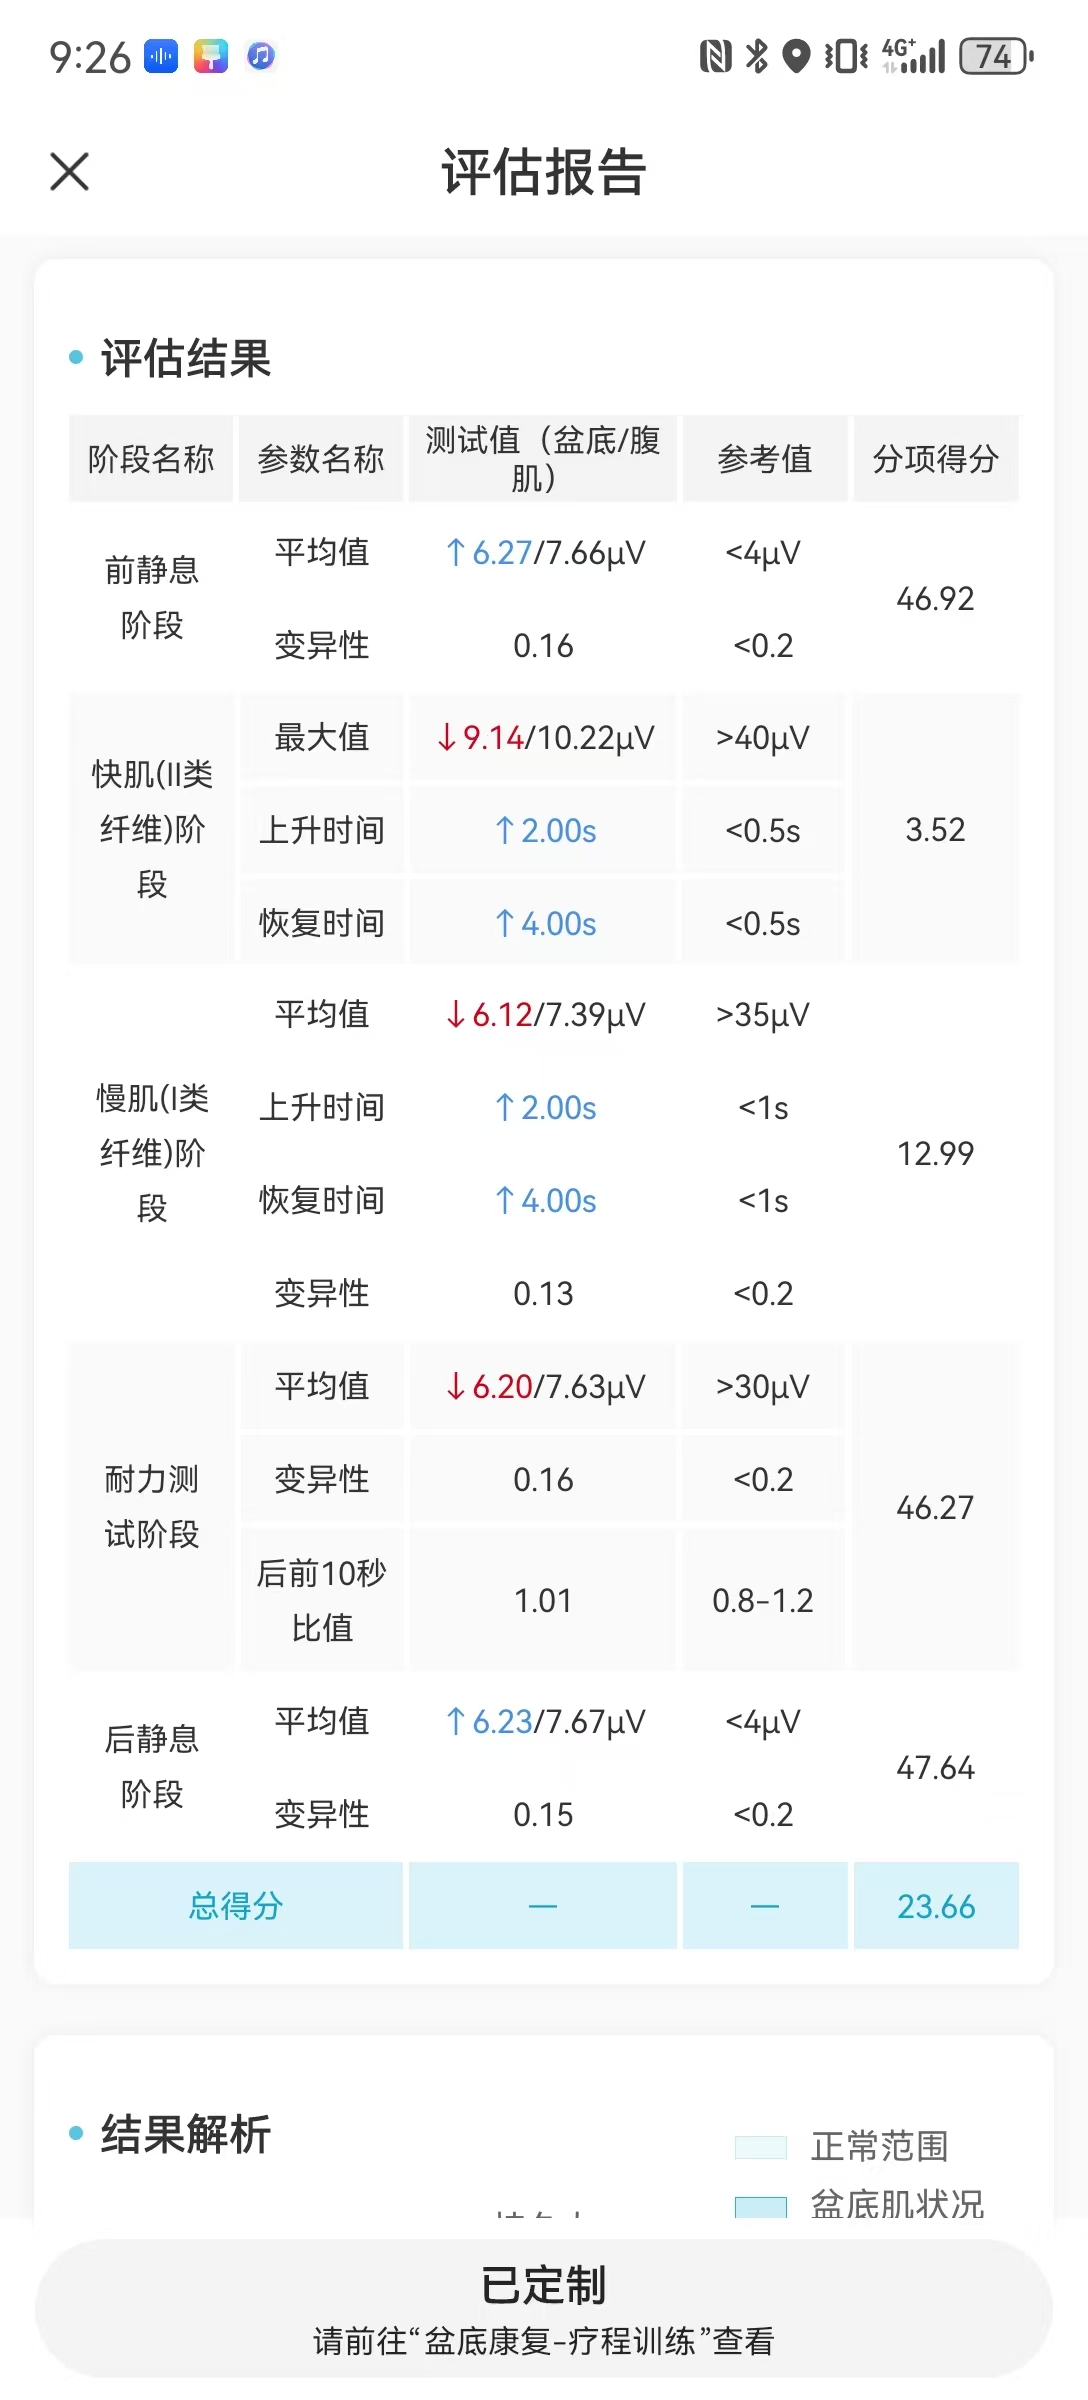 9:26
4G+
74
评估报告
评估结果
阶段名称 参数名称 测试值（盆底/腹肌） 参考值 分项得分
前静息阶段 平均值 ↑6.27/7.66μV <4μV 46.92
变异性 0.16 <0.2
快肌(II类纤维)阶段 最大值 ↓9.14/10.22μV >40μV 3.52
上升时间 ↑2.00s <0.5s
恢复时间 ↑4.00s <0.5s
慢肌(I类纤维)阶段 平均值 ↓6.12/7.39μV >35μV 12.99
上升时间 ↑2.00s <1s
恢复时间 ↑4.00s <1s
变异性 0.13 <0.2
耐力测试阶段 平均值 ↓6.20/7.63μV >30μV 46.27
变异性 0.16 <0.2
后前10秒比值 1.01 0.8-1.2
后静息阶段 平均值 ↑6.23/7.67μV <4μV 47.64
变异性 0.15 <0.2
总得分 — — 23.66
结果解析
正常范围
盆底肌状况
已定制
请前往“盆底康复-疗程训练”查看